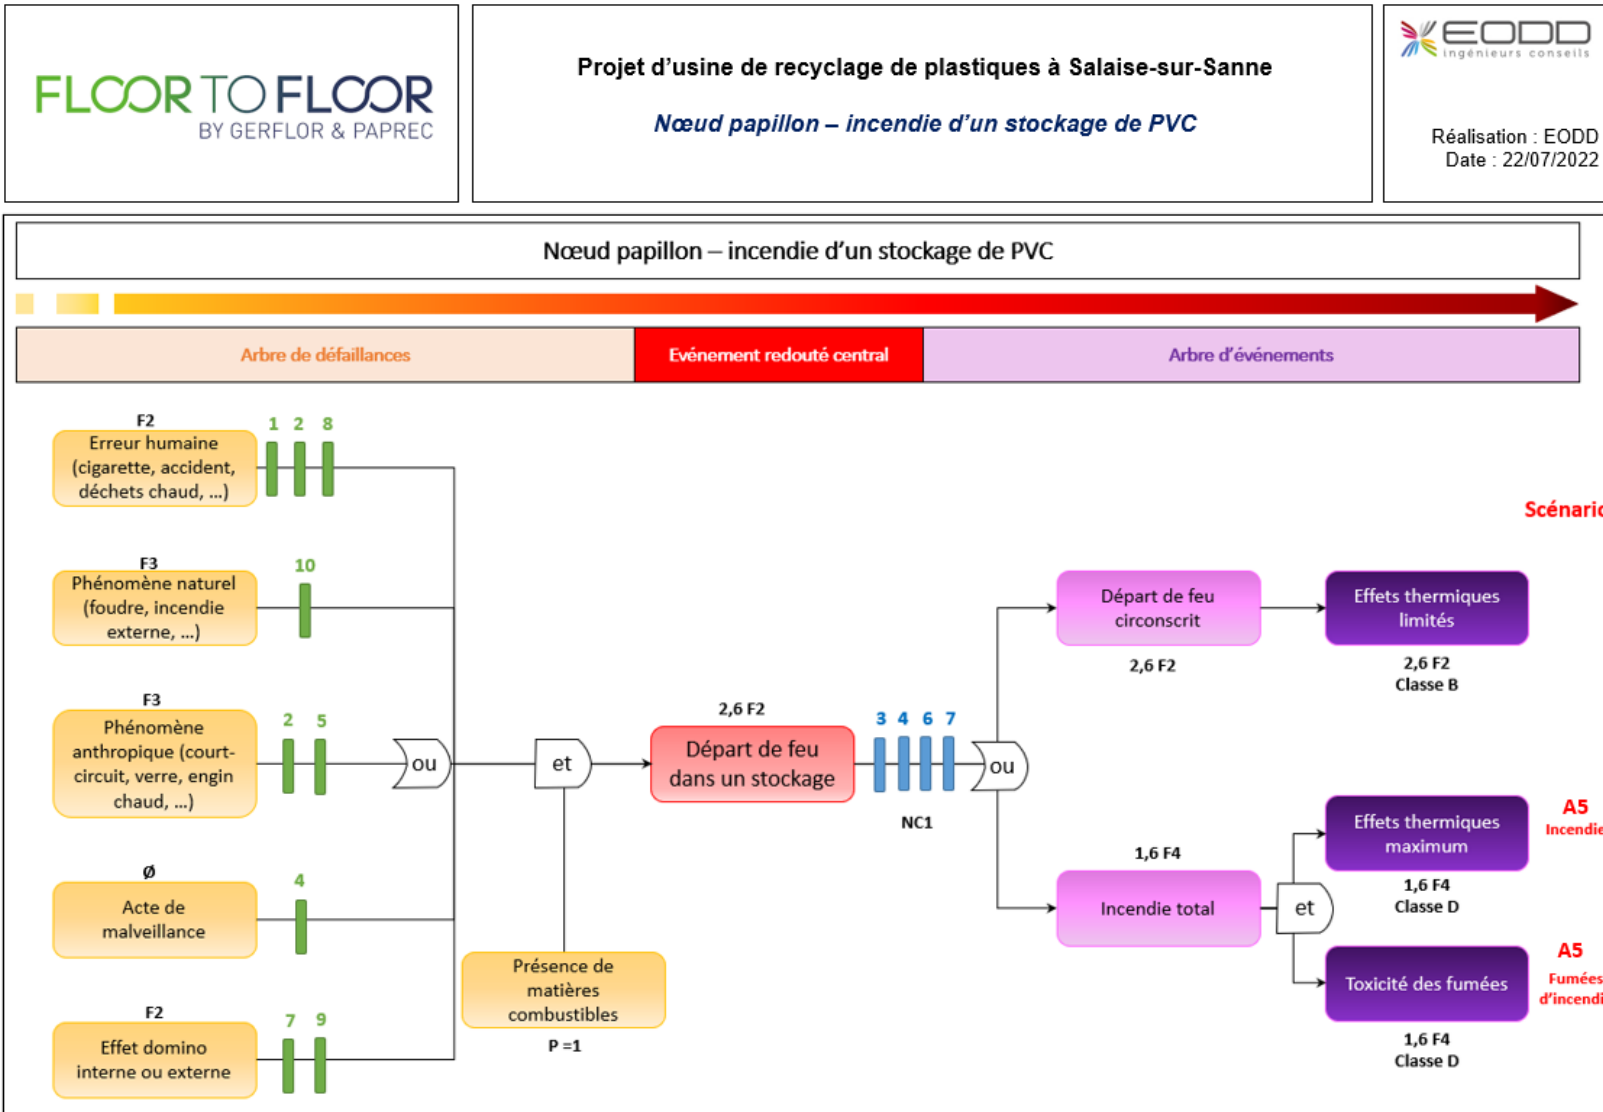 FLOOR TO FLOOR
BY GERFLOR & PAPREC
Projet d'usine de recyclage de plastiques à Salaise-sur-Sanne
Nœud papillon – incendie d'un stockage de PVC
EODD
ingénieurs conseils
Réalisation : EODD
Date : 22/07/2022
Nœud papillon – incendie d'un stockage de PVC
Arbre de défaillances
Evénement redouté central
Arbre d'événements
F2
Erreur humaine
(cigarette, accident,
déchets chaud, ...)
1 2 8
F3
Phénomène naturel
(foudre, incendie
externe, ...)
10
F3
Phénomène
anthropique (court-
circuit, verre, engin
chaud, ...)
2 5
Ø
Acte de
malveillance
4
F2
Effet domino
interne ou externe
7 9
ou
et
Présence de
matières
combustibles
P =1
2,6 F2
Départ de feu
dans un stockage
3 4 6 7
NC1
ou
Départ de feu
circonscrit
2,6 F2
Effets thermiques
limités
2,6 F2
Classe B
1,6 F4
Incendie total
et
Effets thermiques
maximum
1,6 F4
Classe D
Toxicité des fumées
1,6 F4
Classe D
Scénario
A5
Incendie
A5
Fumées
d'incendi